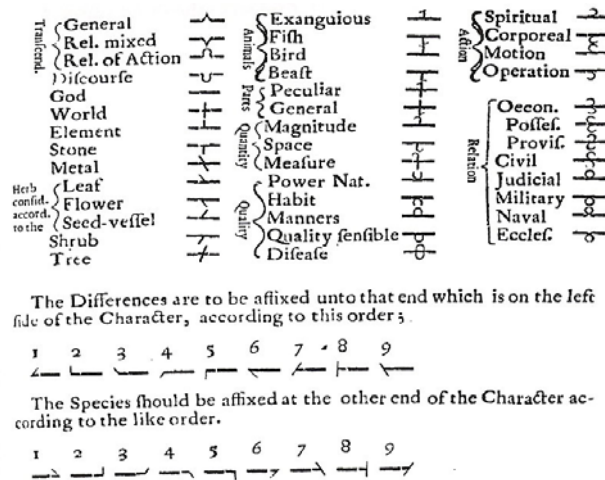 Transcend.
General
Rel. mixed
Rel. of Action
Diſcourſe
God
World
Element
Stone
Metal
Herb
conſid.
accord.
to the
Leaf
Flower
Seed-veſſel
Shrub
Tree
Animals
Exanguious
Fiſh
Bird
Beaſt
Parts
Peculiar
General
Quantity
Magnitude
Space
Meaſure
Quality
Power Nat.
Habit
Manners
Quality ſenſible
Diſeaſe
Action
Spiritual
Corporeal
Motion
Operation
Relation
Oecon.
Poſſeſ.
Proviſ.
Civil
Judicial
Military
Naval
Eccleſ.
The Differences are to be affixed unto that end which is on the left
ſide of the Character, according to this order;
1 2 3 4 5 6 7 8 9
The Species ſhould be affixed at the other end of the Character ac-
cording to the like order.
1 2 3 4 5 6 7 8 9